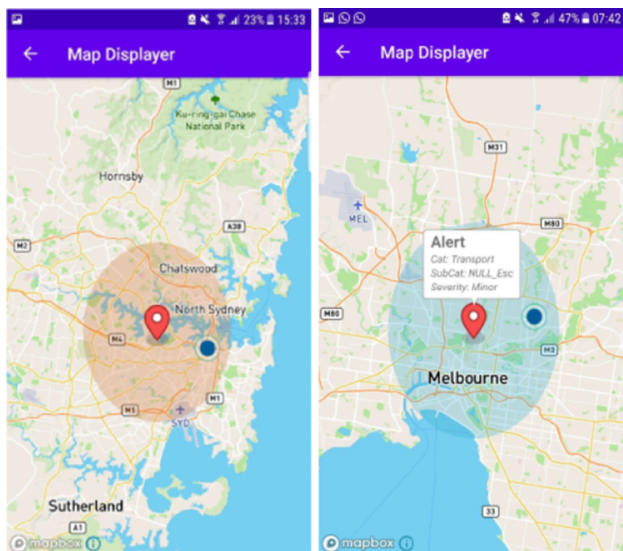 23% 15:33
Map Displayer
M1
Ku-ring-gai Chase
National Park
Hornsby
A38
M2
Chatswood
North Sydney
M4
M5
M1
SYD
Sutherland
A1
mapbox
47% 07:42
Map Displayer
M31
MEL
M80
Alert
Cat: Transport
SubCat: NULL_Esc
Severity: Minor
M80
M3
Melbourne
33
mapbox